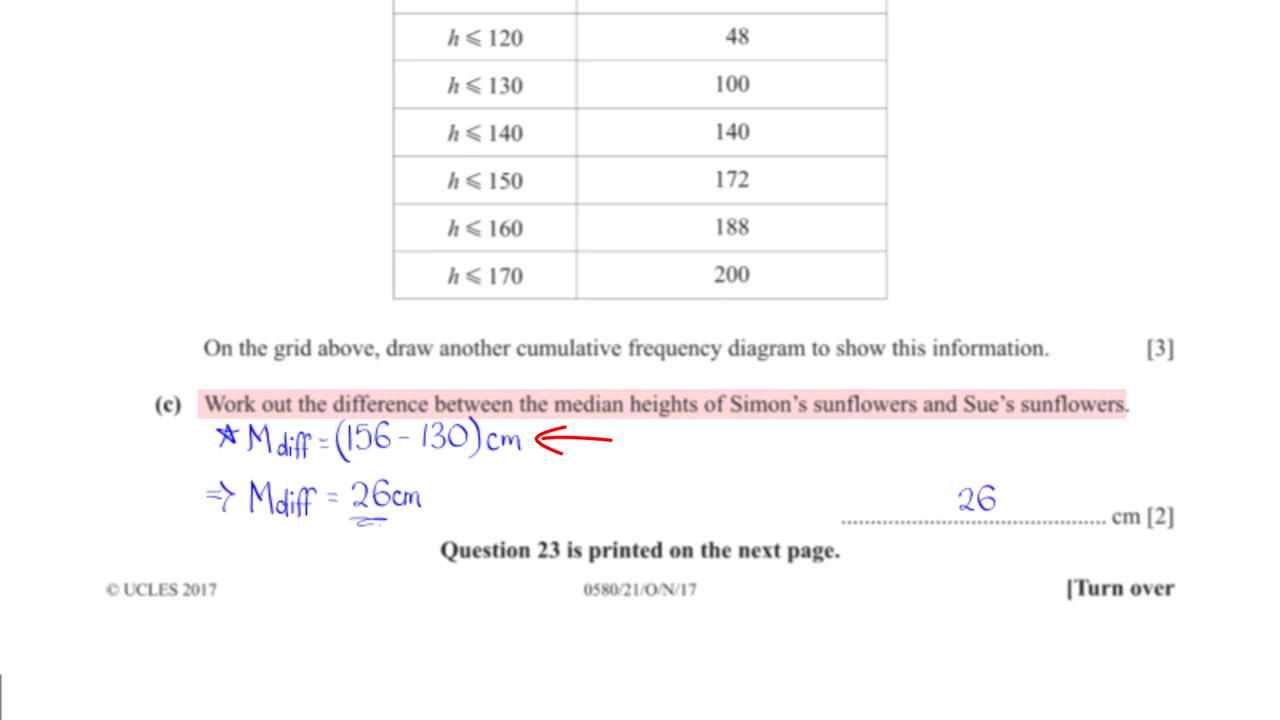 h ⩽ 120 48
h ⩽ 130 100
h ⩽ 140 140
h ⩽ 150 172
h ⩽ 160 188
h ⩽ 170 200
On the grid above, draw another cumulative frequency diagram to show this information. [3]
(c) Work out the difference between the median heights of Simon's sunflowers and Sue's sunflowers.
☆ Mdiff = (156 - 130) cm ←
⇒ Mdiff = 26cm
26
.......................................................... cm [2]
Question 23 is printed on the next page.
© UCLES 2017 0580/21/O/N/17 [Turn over